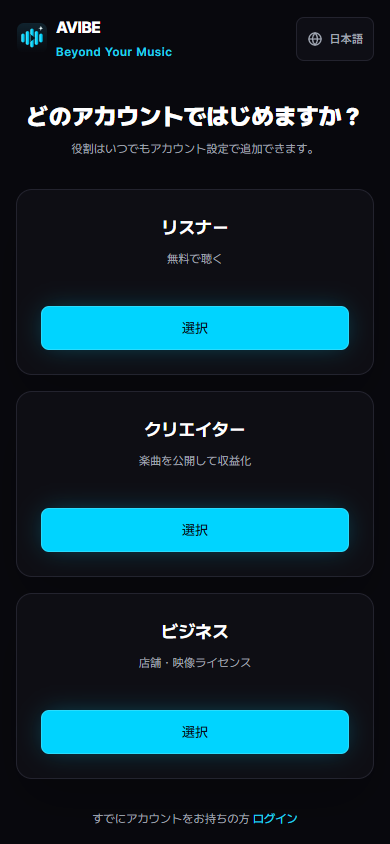 AVIBE
Beyond Your Music
日本語
どのアカウントではじめますか？
役割はいつでもアカウント設定で追加できます。
リスナー
無料で聴く
選択
クリエイター
楽曲を公開して収益化
選択
ビジネス
店舗・映像ライセンス
選択
すでにアカウントをお持ちの方 ログイン